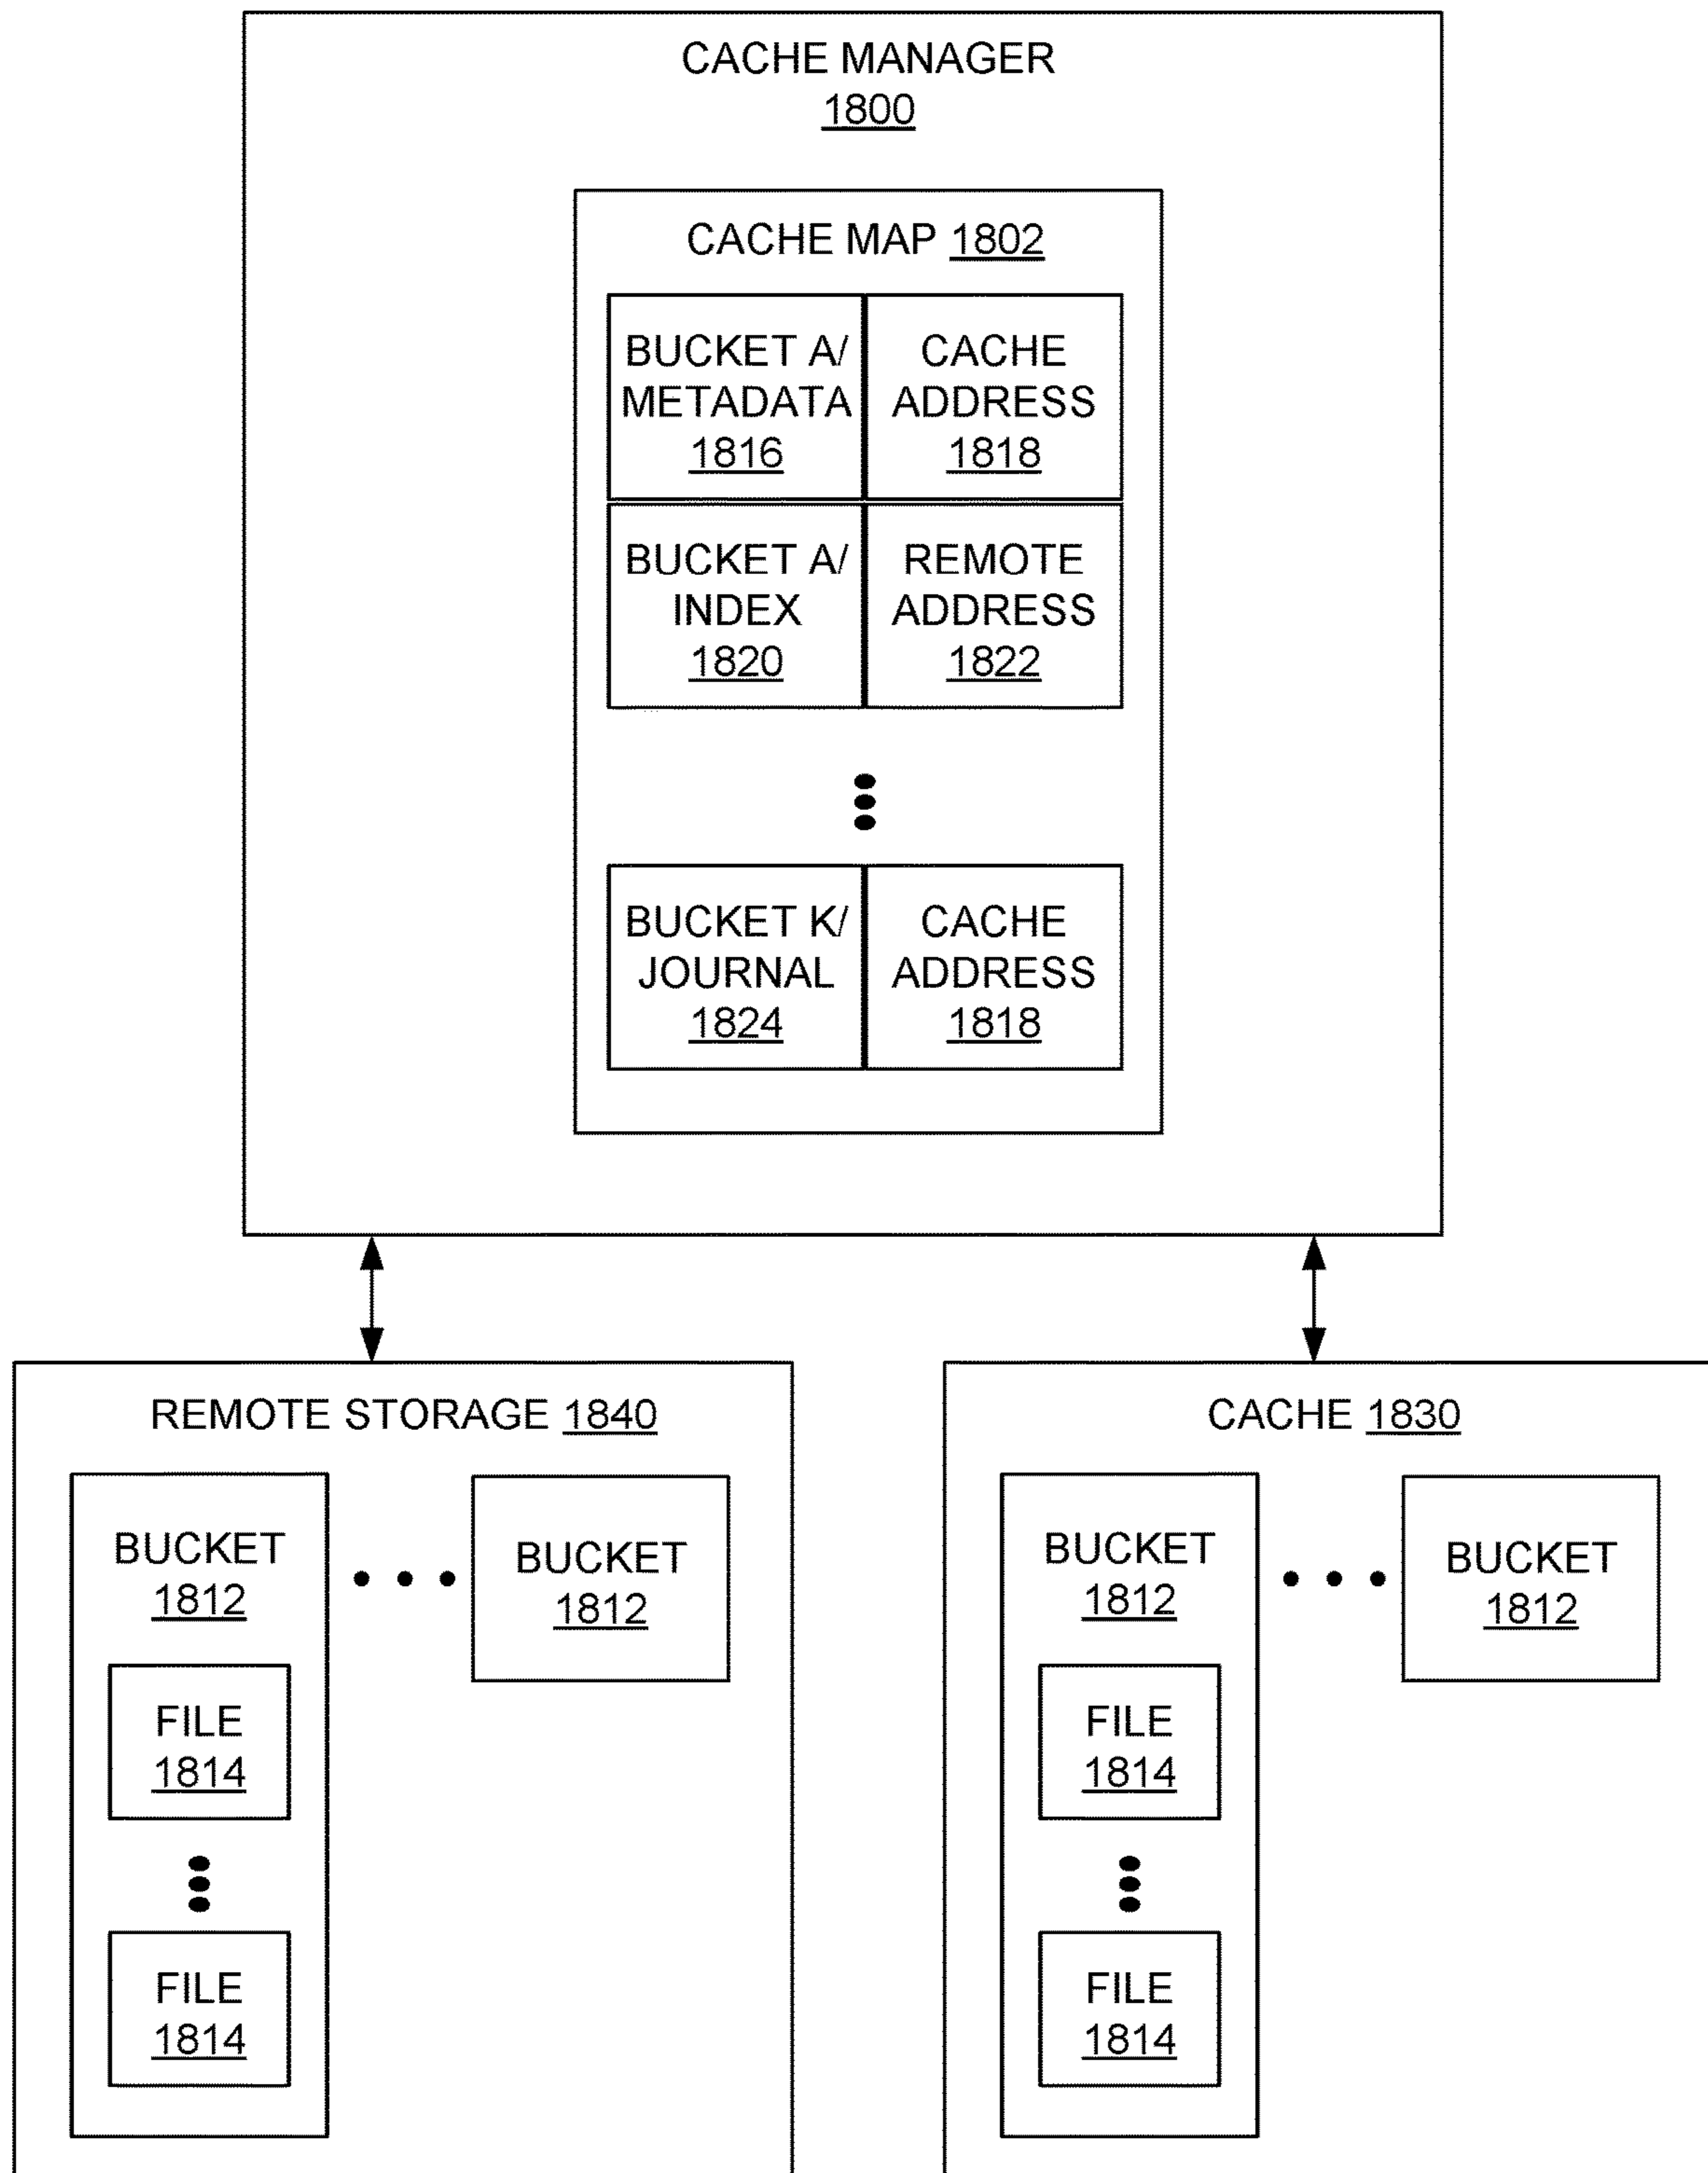 CACHE MANAGER
1800
CACHE MAP 1802
BUCKET A/
METADATA
1816
CACHE
ADDRESS
1818
BUCKET A/
INDEX
1820
REMOTE
ADDRESS
1822
BUCKET K/
JOURNAL
1824
CACHE
ADDRESS
1818
REMOTE STORAGE 1840
BUCKET
1812
FILE
1814
FILE
1814
BUCKET
1812
CACHE 1830
BUCKET
1812
FILE
1814
FILE
1814
BUCKET
1812